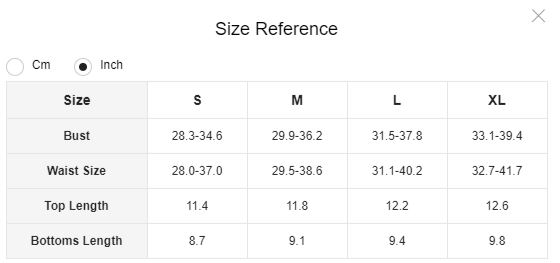 Size Reference
Cm Inch
Size S M L XL
Bust 28.3-34.6 29.9-36.2 31.5-37.8 33.1-39.4
Waist Size 28.0-37.0 29.5-38.6 31.1-40.2 32.7-41.7
Top Length 11.4 11.8 12.2 12.6
Bottoms Length 8.7 9.1 9.4 9.8